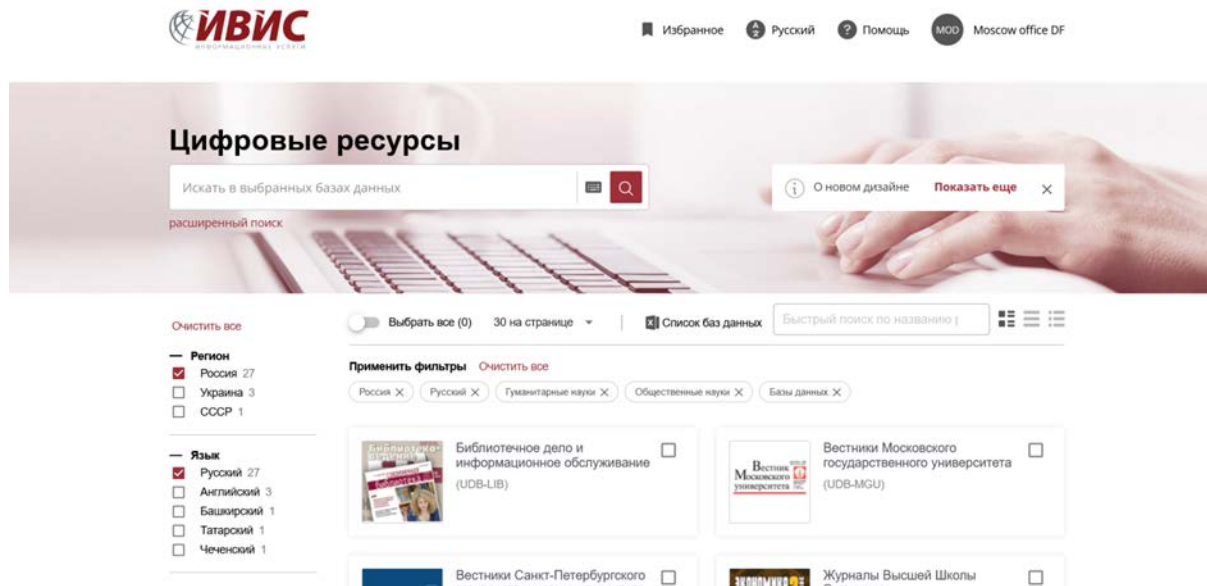 ИВИС
ИНФОРМАЦИОННЫЕ УСЛУГИ
Избранное
Русский
Помощь
MOD
Moscow office DF
Цифровые ресурсы
Искать в выбранных базах данных
расширенный поиск
О новом дизайне Показать еще
Очистить все
Выбрать все (0)
30 на странице
Список баз данных
Быстрый поиск по названию
Применить фильтры Очистить все
Россия
Русский
Гуманитарные науки
Общественные науки
Базы данных
Регион
Россия 27
Украина 3
СССР 1
Язык
Русский 27
Английский 3
Башкирский 1
Татарский 1
Чеченский 1
Библиотечное дело и
информационное обслуживание
(UDB-LIB)
Вестник
Московского
университета
Вестники Московского
государственного университета
(UDB-MGU)
Вестники Санкт-Петербургского
Журналы Высшей Школы